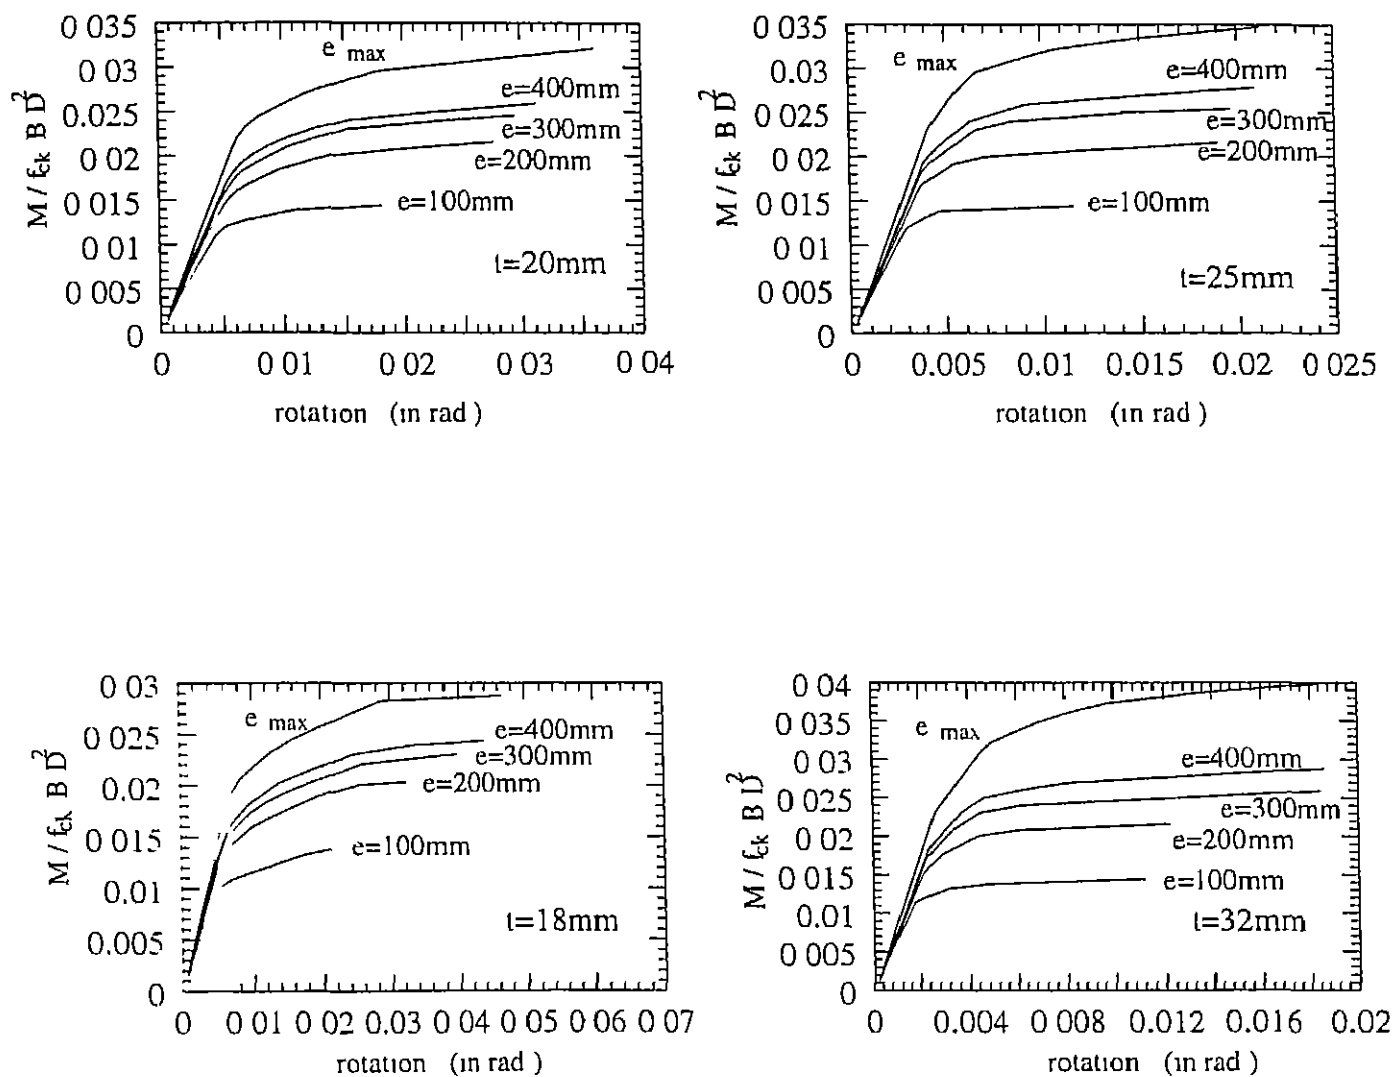 0 035
0 03
0 025
0 02
0 015
0 01
0 005
0
M / fck B D2
e max
e=400mm
e=300mm
e=200mm
e=100mm
t=20mm
0 0 01 0 02 0 03 0 04
rotation (in rad )
0 035
0.03
0 025
0 02
0 015
0 01
0 005
0
M / fck B D2
e max
e=400mm
e=300mm
e=200mm
e=100mm
t=25mm
0 0.005 0.01 0.015 0.02 0 025
rotation (in rad )
0 03
0 025
0.02
0 015
0 01
0.005
0
M / fck B D2
e max
e=400mm
e=300mm
e=200mm
e=100mm
t=18mm
0 0 01 0 02 0.03 0 04 0 05 0 06 0 07
rotation (in rad )
0 04
0 035
0 03
0 025
0 02
0 015
0 01
0 005
0
M / fck B D2
e max
e=400mm
e=300mm
e=200mm
e=100mm
t=32mm
0 0.004 0 008 0.012 0.016 0.02
rotation (in rad )